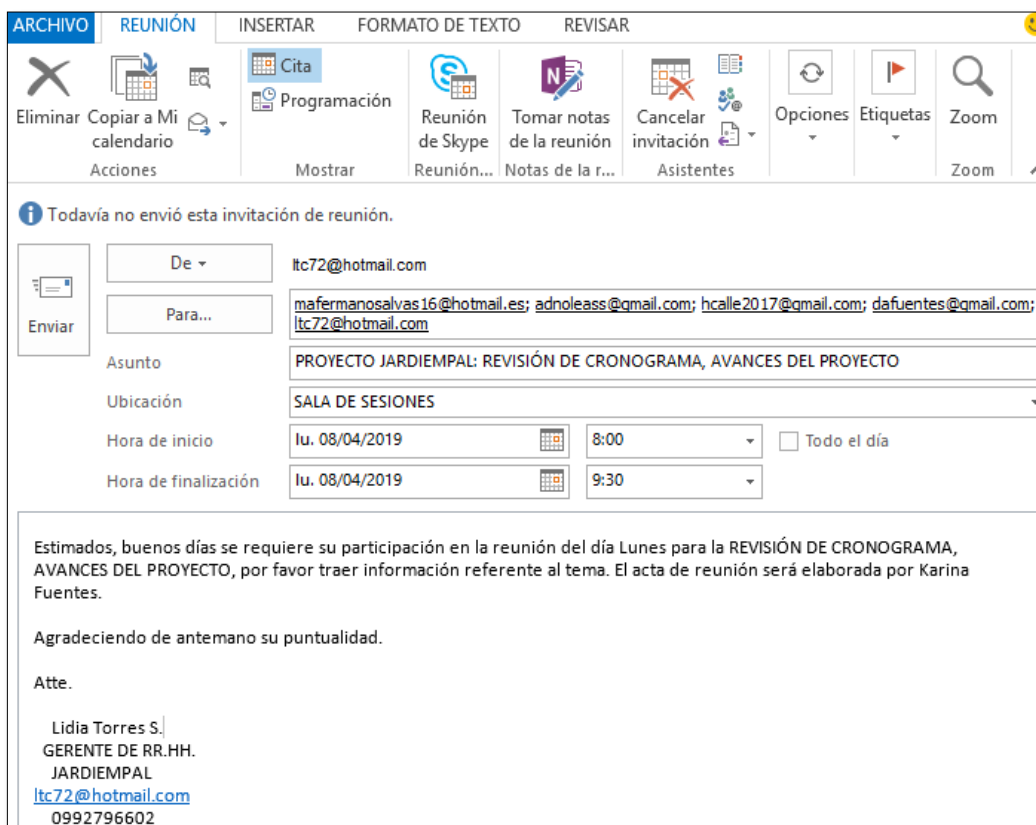 ARCHIVO REUNIÓN INSERTAR FORMATO DE TEXTO REVISAR
Eliminar Copiar a Mi calendario
Cita
Programación
Reunión de Skype
Tomar notas de la reunión
Cancelar invitación
Opciones Etiquetas Zoom
Acciones Mostrar Reunión... Notas de la r... Asistentes Zoom
Todavía no envió esta invitación de reunión.
Enviar
De ltc72@hotmail.com
Para... mafermanosalvas16@hotmail.es; adnoleass@gmail.com; hcalle2017@gmail.com; dafuentes@gmail.com;
ltc72@hotmail.com
Asunto PROYECTO JARDIEMPAL: REVISIÓN DE CRONOGRAMA, AVANCES DEL PROYECTO
Ubicación SALA DE SESIONES
Hora de inicio lu. 08/04/2019 8:00 Todo el día
Hora de finalización lu. 08/04/2019 9:30
Estimados, buenos días se requiere su participación en la reunión del día Lunes para la REVISIÓN DE CRONOGRAMA,
AVANCES DEL PROYECTO, por favor traer información referente al tema. El acta de reunión será elaborada por Karina
Fuentes.
Agradeciendo de antemano su puntualidad.
Atte.
Lidia Torres S.
GERENTE DE RR.HH.
JARDIEMPAL
ltc72@hotmail.com
0992796602